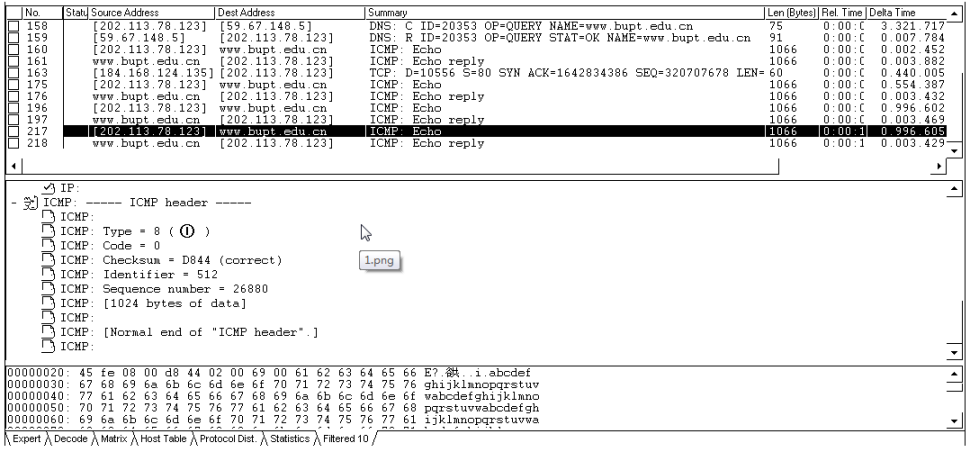 No. Statu Source Address Dest Address Summary Len (Bytes) Rel. Time Delta Time
158 [202.113.78.123] [59.67.148.5] DNS: C ID=20353 OP=QUERY NAME=www.bupt.edu.cn 75 0:00:0 3.321.717
159 [59.67.148.5] [202.113.78.123] DNS: R ID=20353 OP=QUERY STAT=OK NAME=www.bupt.edu.cn 91 0:00:0 0.007.784
160 [202.113.78.123] www.bupt.edu.cn ICMP: Echo 1066 0:00:0 0.002.452
161 www.bupt.edu.cn [202.113.78.123] ICMP: Echo reply 1066 0:00:0 0.003.882
163 [184.168.124.135] [202.113.78.123] TCP: D=10556 S=80 SYN ACK=1642834386 SEQ=320707678 LEN= 60 0:00:0 0.440.005
175 [202.113.78.123] www.bupt.edu.cn ICMP: Echo 1066 0:00:0 0.554.387
176 www.bupt.edu.cn [202.113.78.123] ICMP: Echo reply 1066 0:00:0 0.003.432
196 [202.113.78.123] www.bupt.edu.cn ICMP: Echo 1066 0:00:0 0.996.602
197 www.bupt.edu.cn [202.113.78.123] ICMP: Echo reply 1066 0:00:0 0.003.469
217 [202.113.78.123] www.bupt.edu.cn ICMP: Echo 1066 0:00:1 0.996.605
218 www.bupt.edu.cn [202.113.78.123] ICMP: Echo reply 1066 0:00:1 0.003.429
IP:
- ICMP: ----- ICMP header -----
ICMP:
ICMP: Type = 8 ( ① )
ICMP: Code = 0
ICMP: Checksum = D844 (correct)
1.png
ICMP: Identifier = 512
ICMP: Sequence number = 26880
ICMP: [1024 bytes of data]
ICMP:
ICMP: [Normal end of "ICMP header".]
ICMP:
00000020: 45 fe 08 00 d8 44 02 00 69 00 61 62 63 64 65 66 E?. ..i.abcdef
00000030: 67 68 69 6a 6b 6c 6d 6e 6f 70 71 72 73 74 75 76 ghijklmnopqrstuv
00000040: 77 61 62 63 64 65 66 67 68 69 6a 6b 6c 6d 6e 6f wabcdefghijklmno
00000050: 70 71 72 73 74 75 76 77 61 62 63 64 65 66 67 68 pqrstuvwabcdefgh
00000060: 69 6a 6b 6c 6d 6e 6f 70 71 72 73 74 75 76 77 61 ijklmnopqrstuvwa
Expert Decode Matrix Host Table Protocol Dist. Statistics Filtered 10